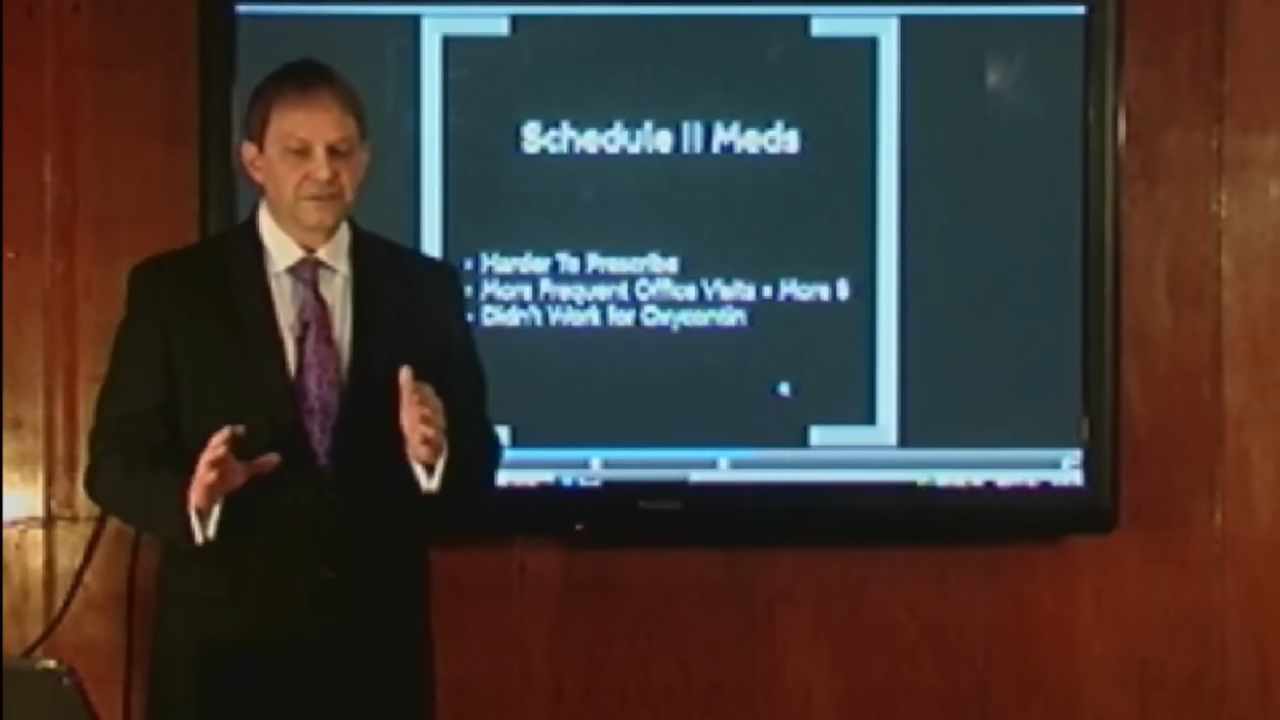 Schedule II Meds
• Harder To Prescribe
• More Frequent Office Visits = More $
• Didn't Work for Oxycontin